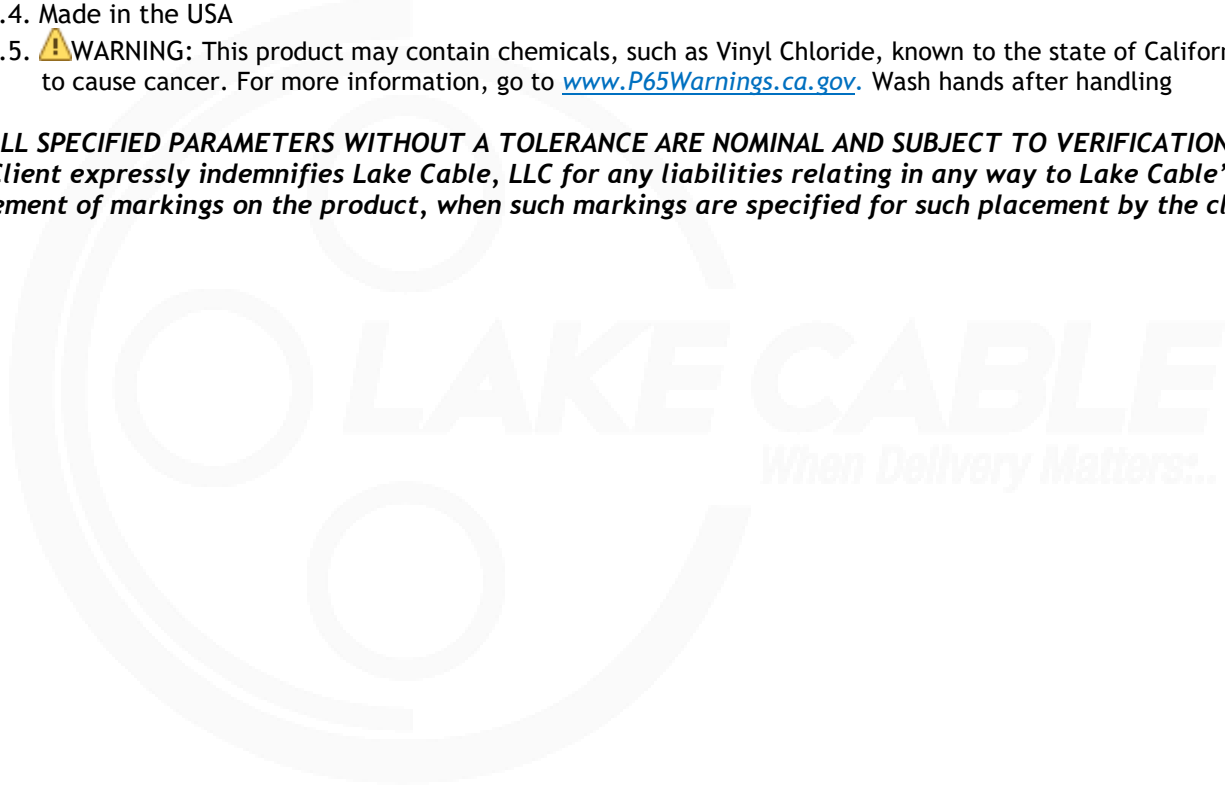 .4. Made in the USA
.5. WARNING: This product may contain chemicals, such as Vinyl Chloride, known to the state of Californ
to cause cancer. For more information, go to www.P65Warnings.ca.gov. Wash hands after handling
LL SPECIFIED PARAMETERS WITHOUT A TOLERANCE ARE NOMINAL AND SUBJECT TO VERIFICATION
Client expressly indemnifies Lake Cable, LLC for any liabilities relating in any way to Lake Cable’
ement of markings on the product, when such markings are specified for such placement by the cl
LAKE CABLE
When Delivery Matters...